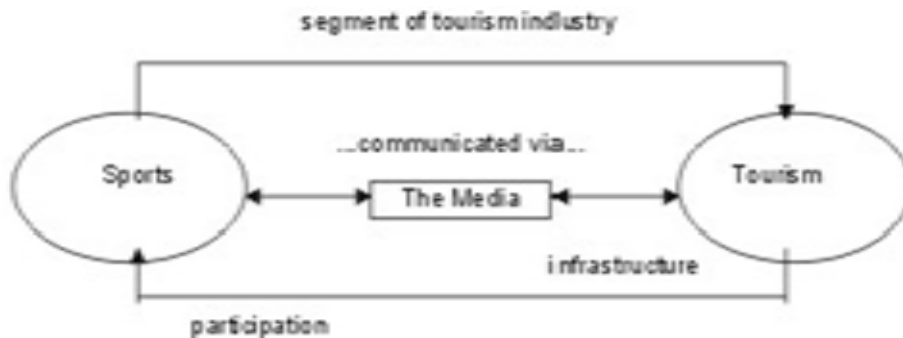 segment of tourism industry
...communicated via...
Sports
Tourism
The Media
infrastructure
participation